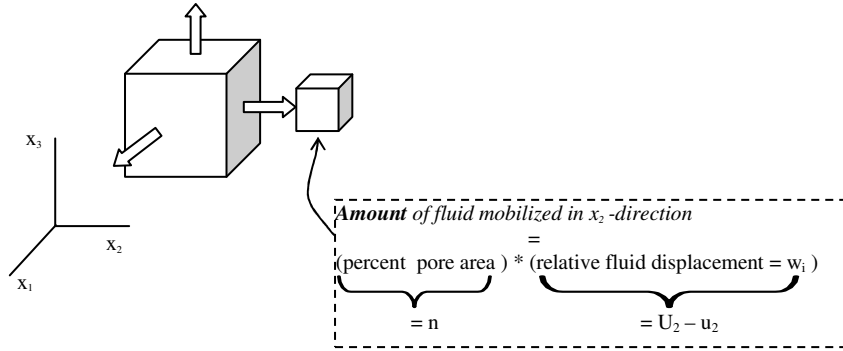 x₃
x₂
x₁
Amount of fluid mobilized in x₂ -direction
=
(percent pore area ) * (relative fluid displacement = wᵢ )
= n
= U₂ – u₂